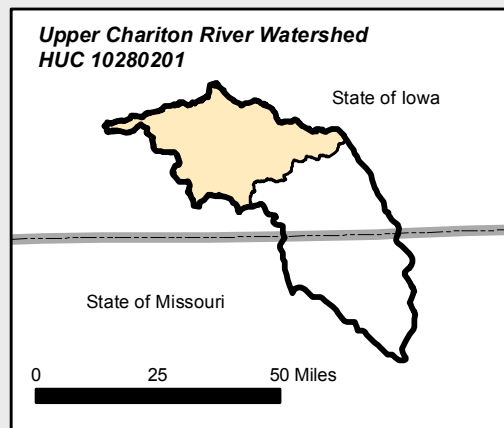 Upper Chariton River Watershed
HUC 10280201
State of Iowa
State of Missouri
0 25 50 Miles